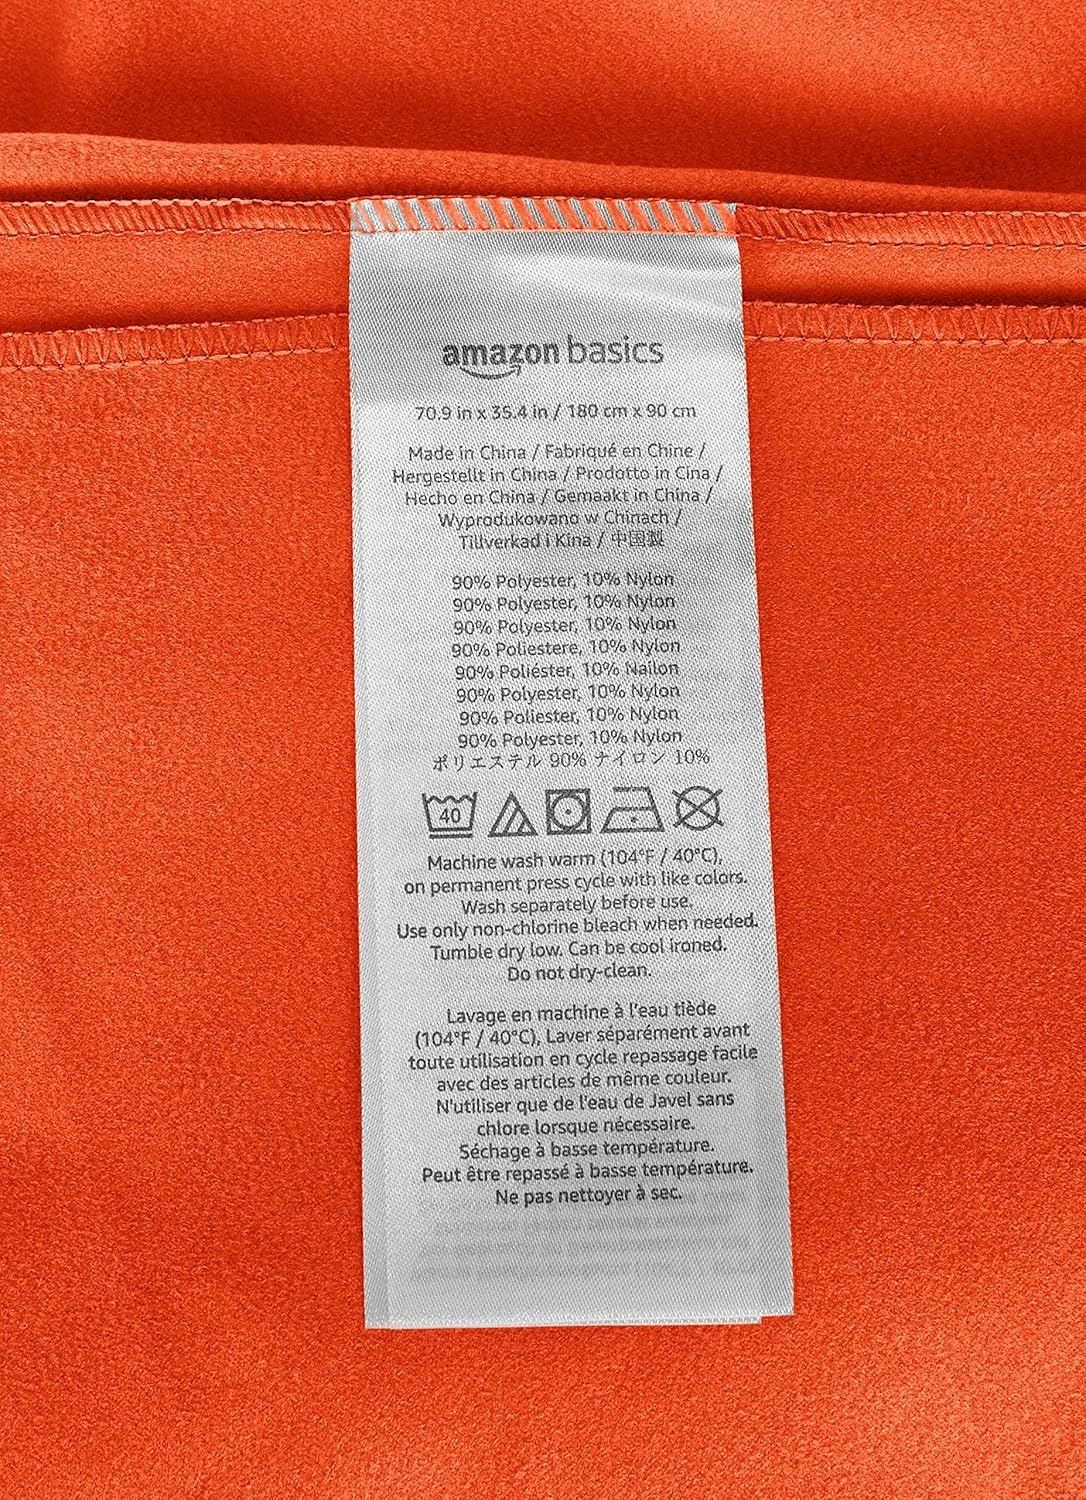 amazon basics
70.9 in x 35.4 in / 180 cm x 90 cm
Made in China / Fabriqué en Chine /
Hergestellt in China / Prodotto in Cina /
Hecho en China / Gemaakt in China /
Wyprodukowano w Chinach /
Tillverkad i Kina / 中国製
90% Polyester, 10% Nylon
90% Polyester, 10% Nylon
90% Polyester, 10% Nylon
90% Poliestere, 10% Nylon
90% Poliéster, 10% Nailon
90% Polyester, 10% Nylon
90% Poliester, 10% Nylon
90% Polyester, 10% Nylon
ポリエステル 90% ナイロン 10%
40
Machine wash warm (104°F / 40°C),
on permanent press cycle with like colors.
Wash separately before use.
Use only non-chlorine bleach when needed.
Tumble dry low. Can be cool ironed.
Do not dry-clean.
Lavage en machine à l'eau tiède
(104°F / 40°C), Laver séparément avant
toute utilisation en cycle repassage facile
avec des articles de même couleur.
N'utiliser que de l'eau de Javel sans
chlore lorsque nécessaire.
Séchage à basse température.
Peut être repassé à basse température.
Ne pas nettoyer à sec.